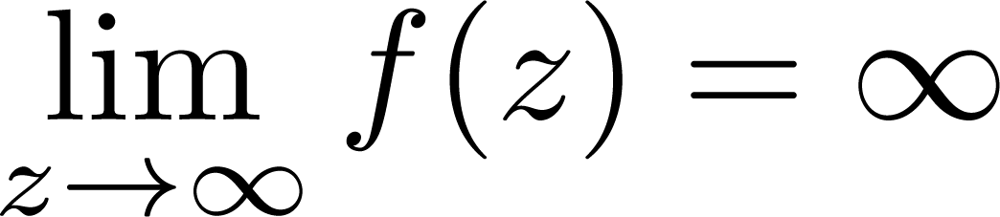 lim f(z) = ∞
z→∞